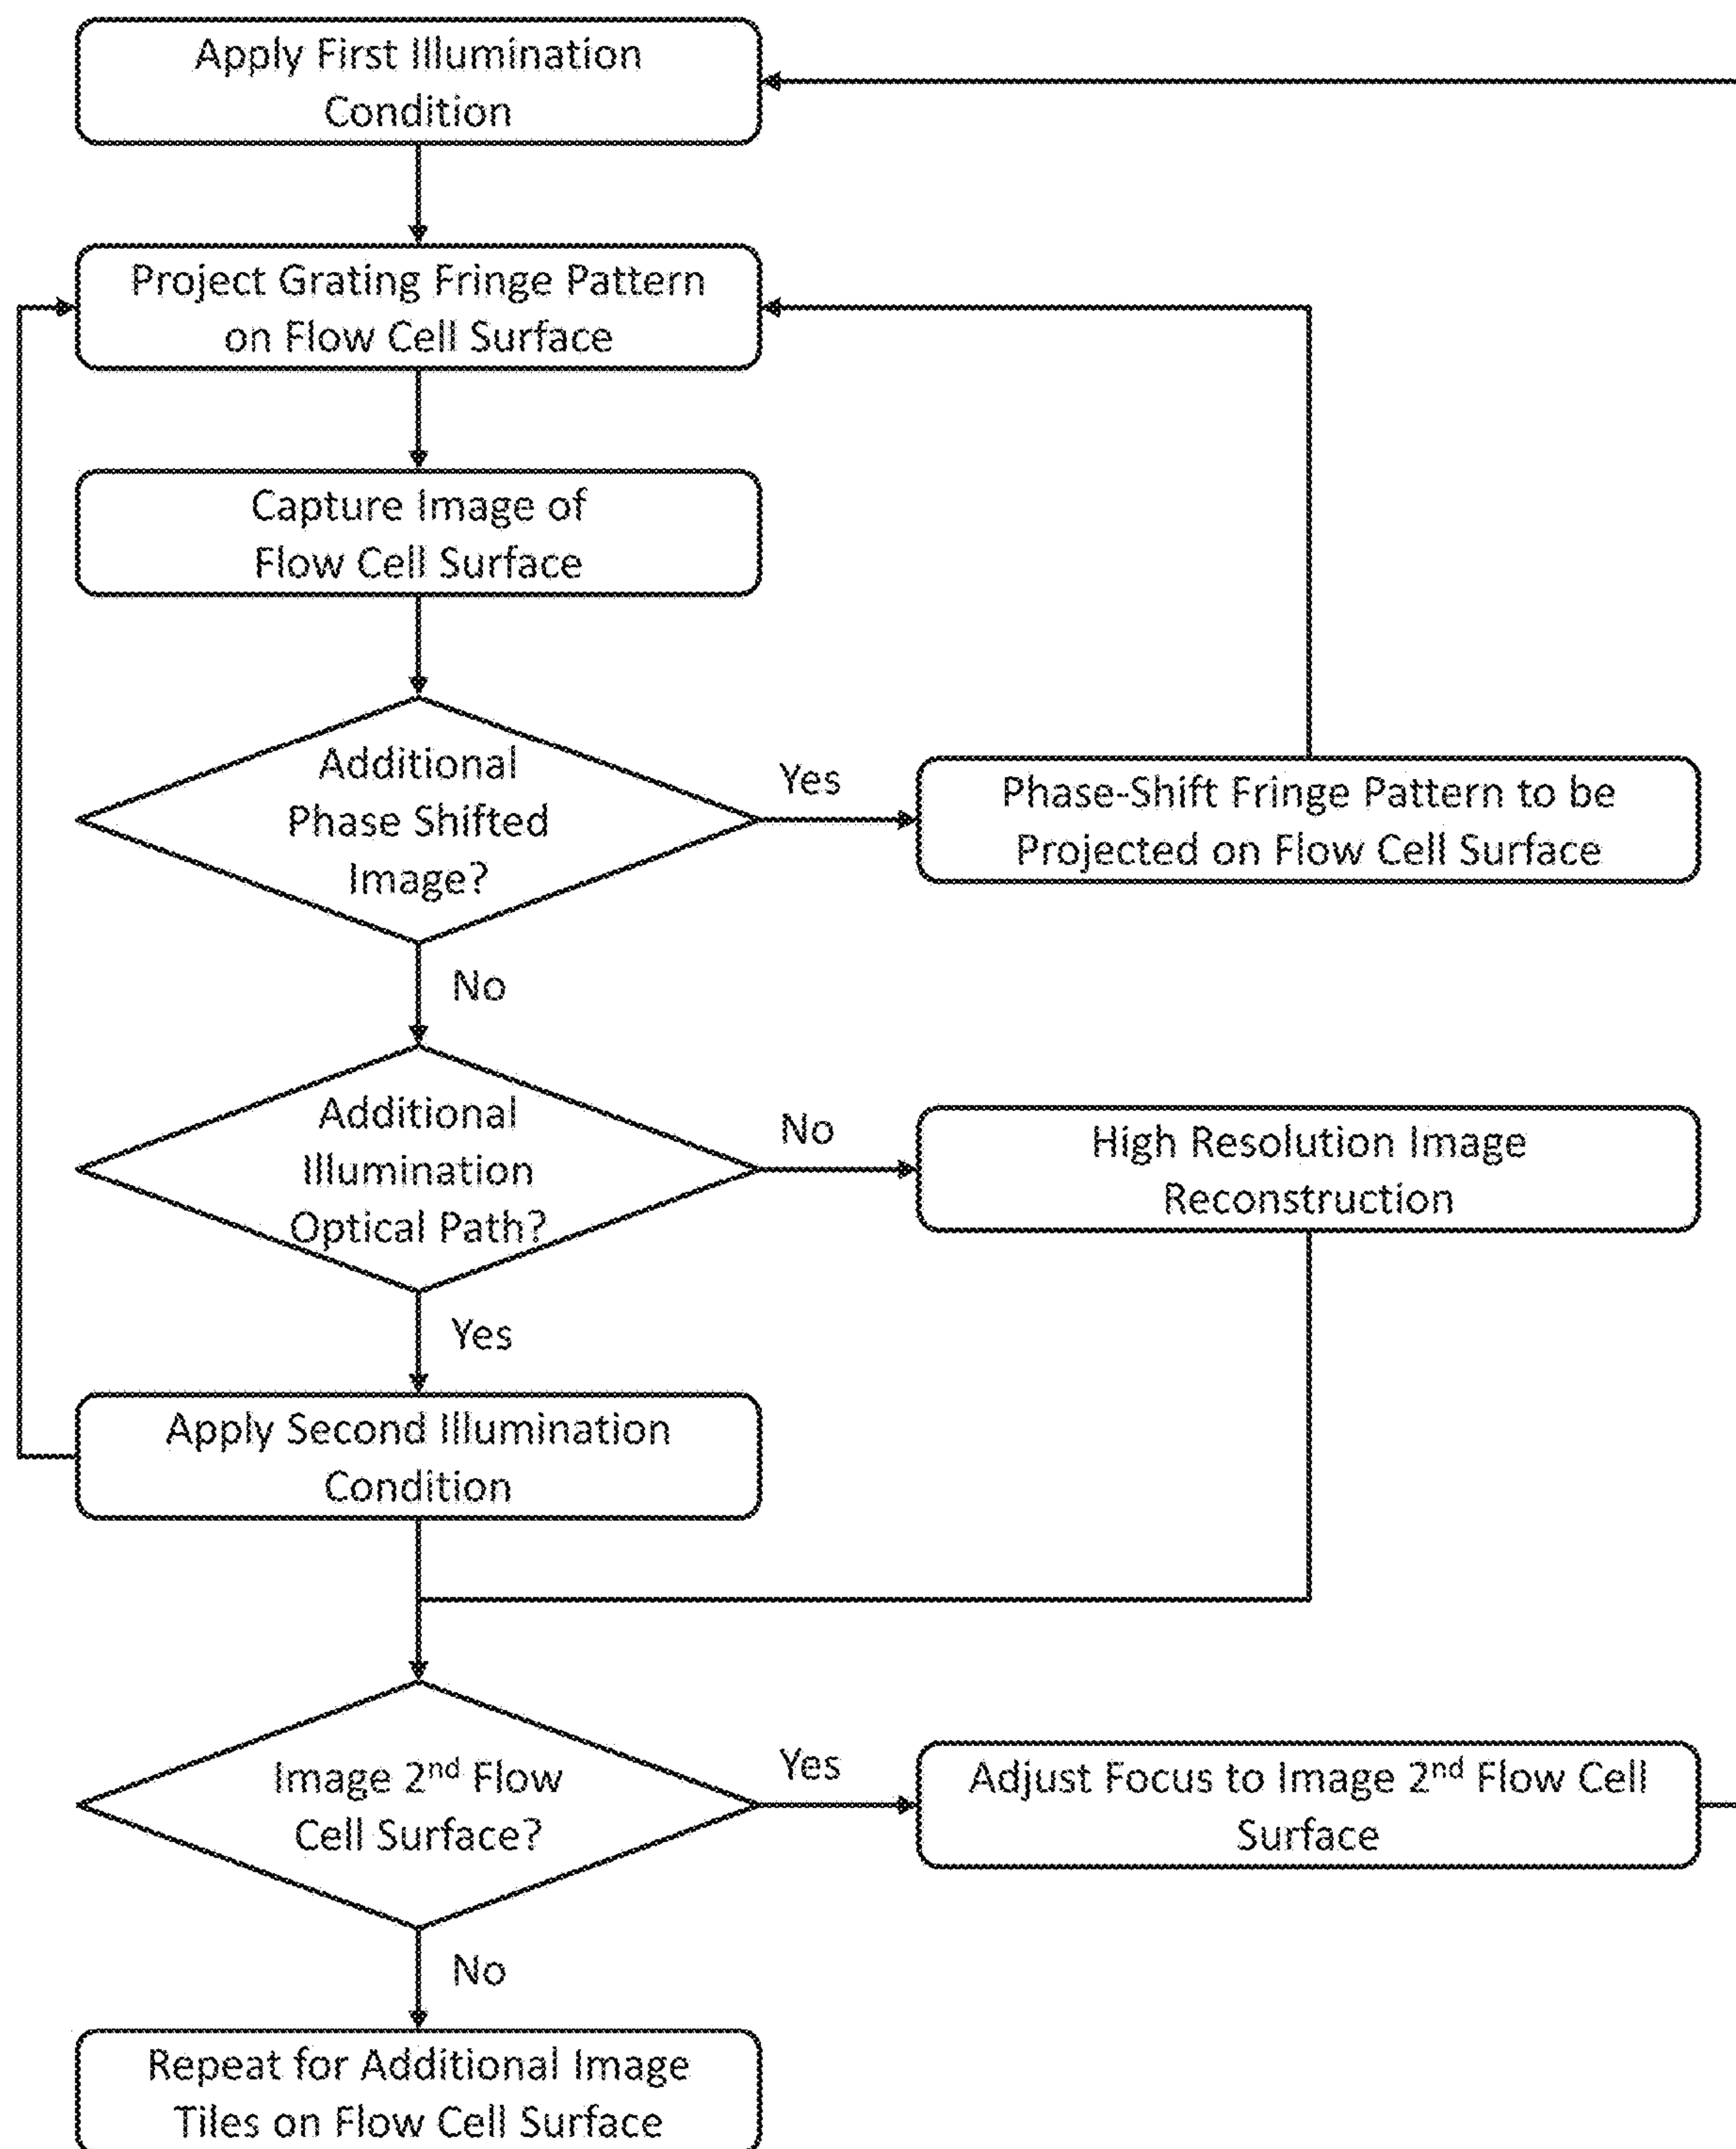 Apply First Illumination
Condition
Project Grating Fringe Pattern
on Flow Cell Surface
Capture Image of
Flow Cell Surface
Additional
Phase Shifted
Image?
Yes
Phase-Shift Fringe Pattern to be
Projected on Flow Cell Surface
No
Additional
Illumination
Optical Path?
No
High Resolution Image
Reconstruction
Yes
Apply Second Illumination
Condition
Image 2nd Flow
Cell Surface?
Yes
Adjust Focus to Image 2nd Flow Cell
Surface
No
Repeat for Additional Image
Tiles on Flow Cell Surface